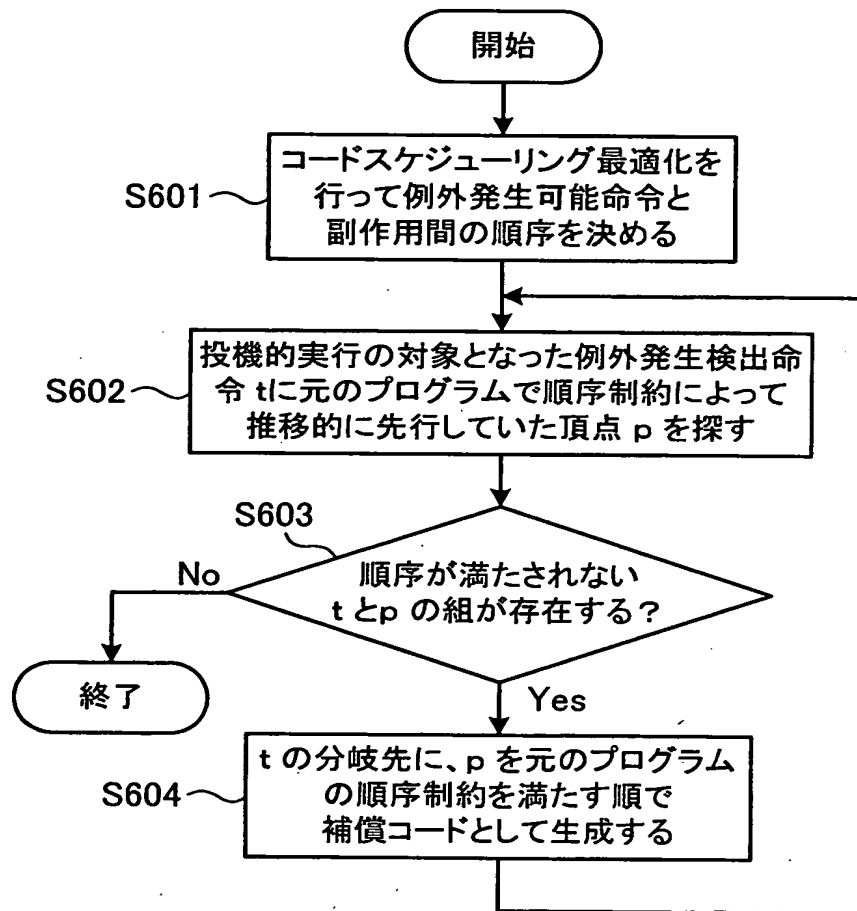 開始
S601
コードスケジューリング最適化を
行って例外発生可能命令と
副作用間の順序を決める
S602
投機的実行の対象となった例外発生検出命
令 tに元のプログラムで順序制約によって
推移的に先行していた頂点 p を探す
S603
No
順序が満たされない
t とp の組が存在する?
終了
Yes
S604
t の分岐先に、p を元のプログラム
の順序制約を満たす順で
補償コードとして生成する